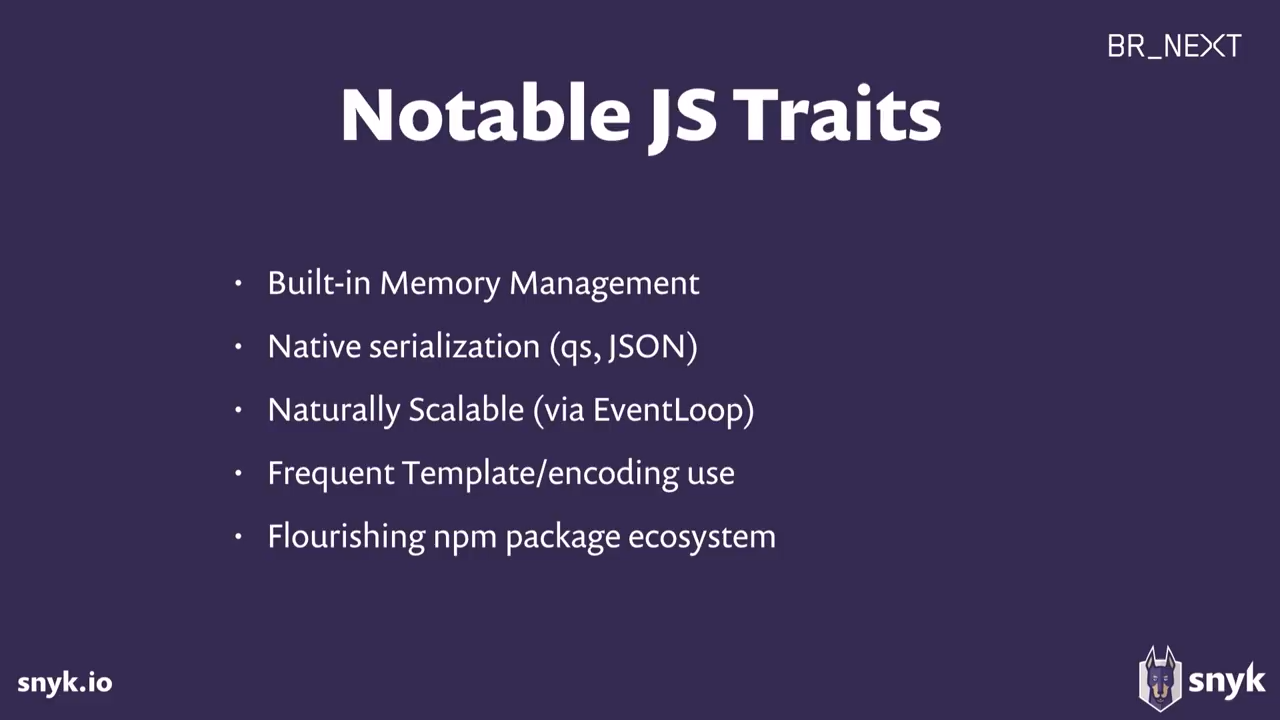 BR_NEXT
Notable JS Traits
• Built-in Memory Management
• Native serialization (qs, JSON)
• Naturally Scalable (via EventLoop)
• Frequent Template/encoding use
• Flourishing npm package ecosystem
snyk.io
snyk